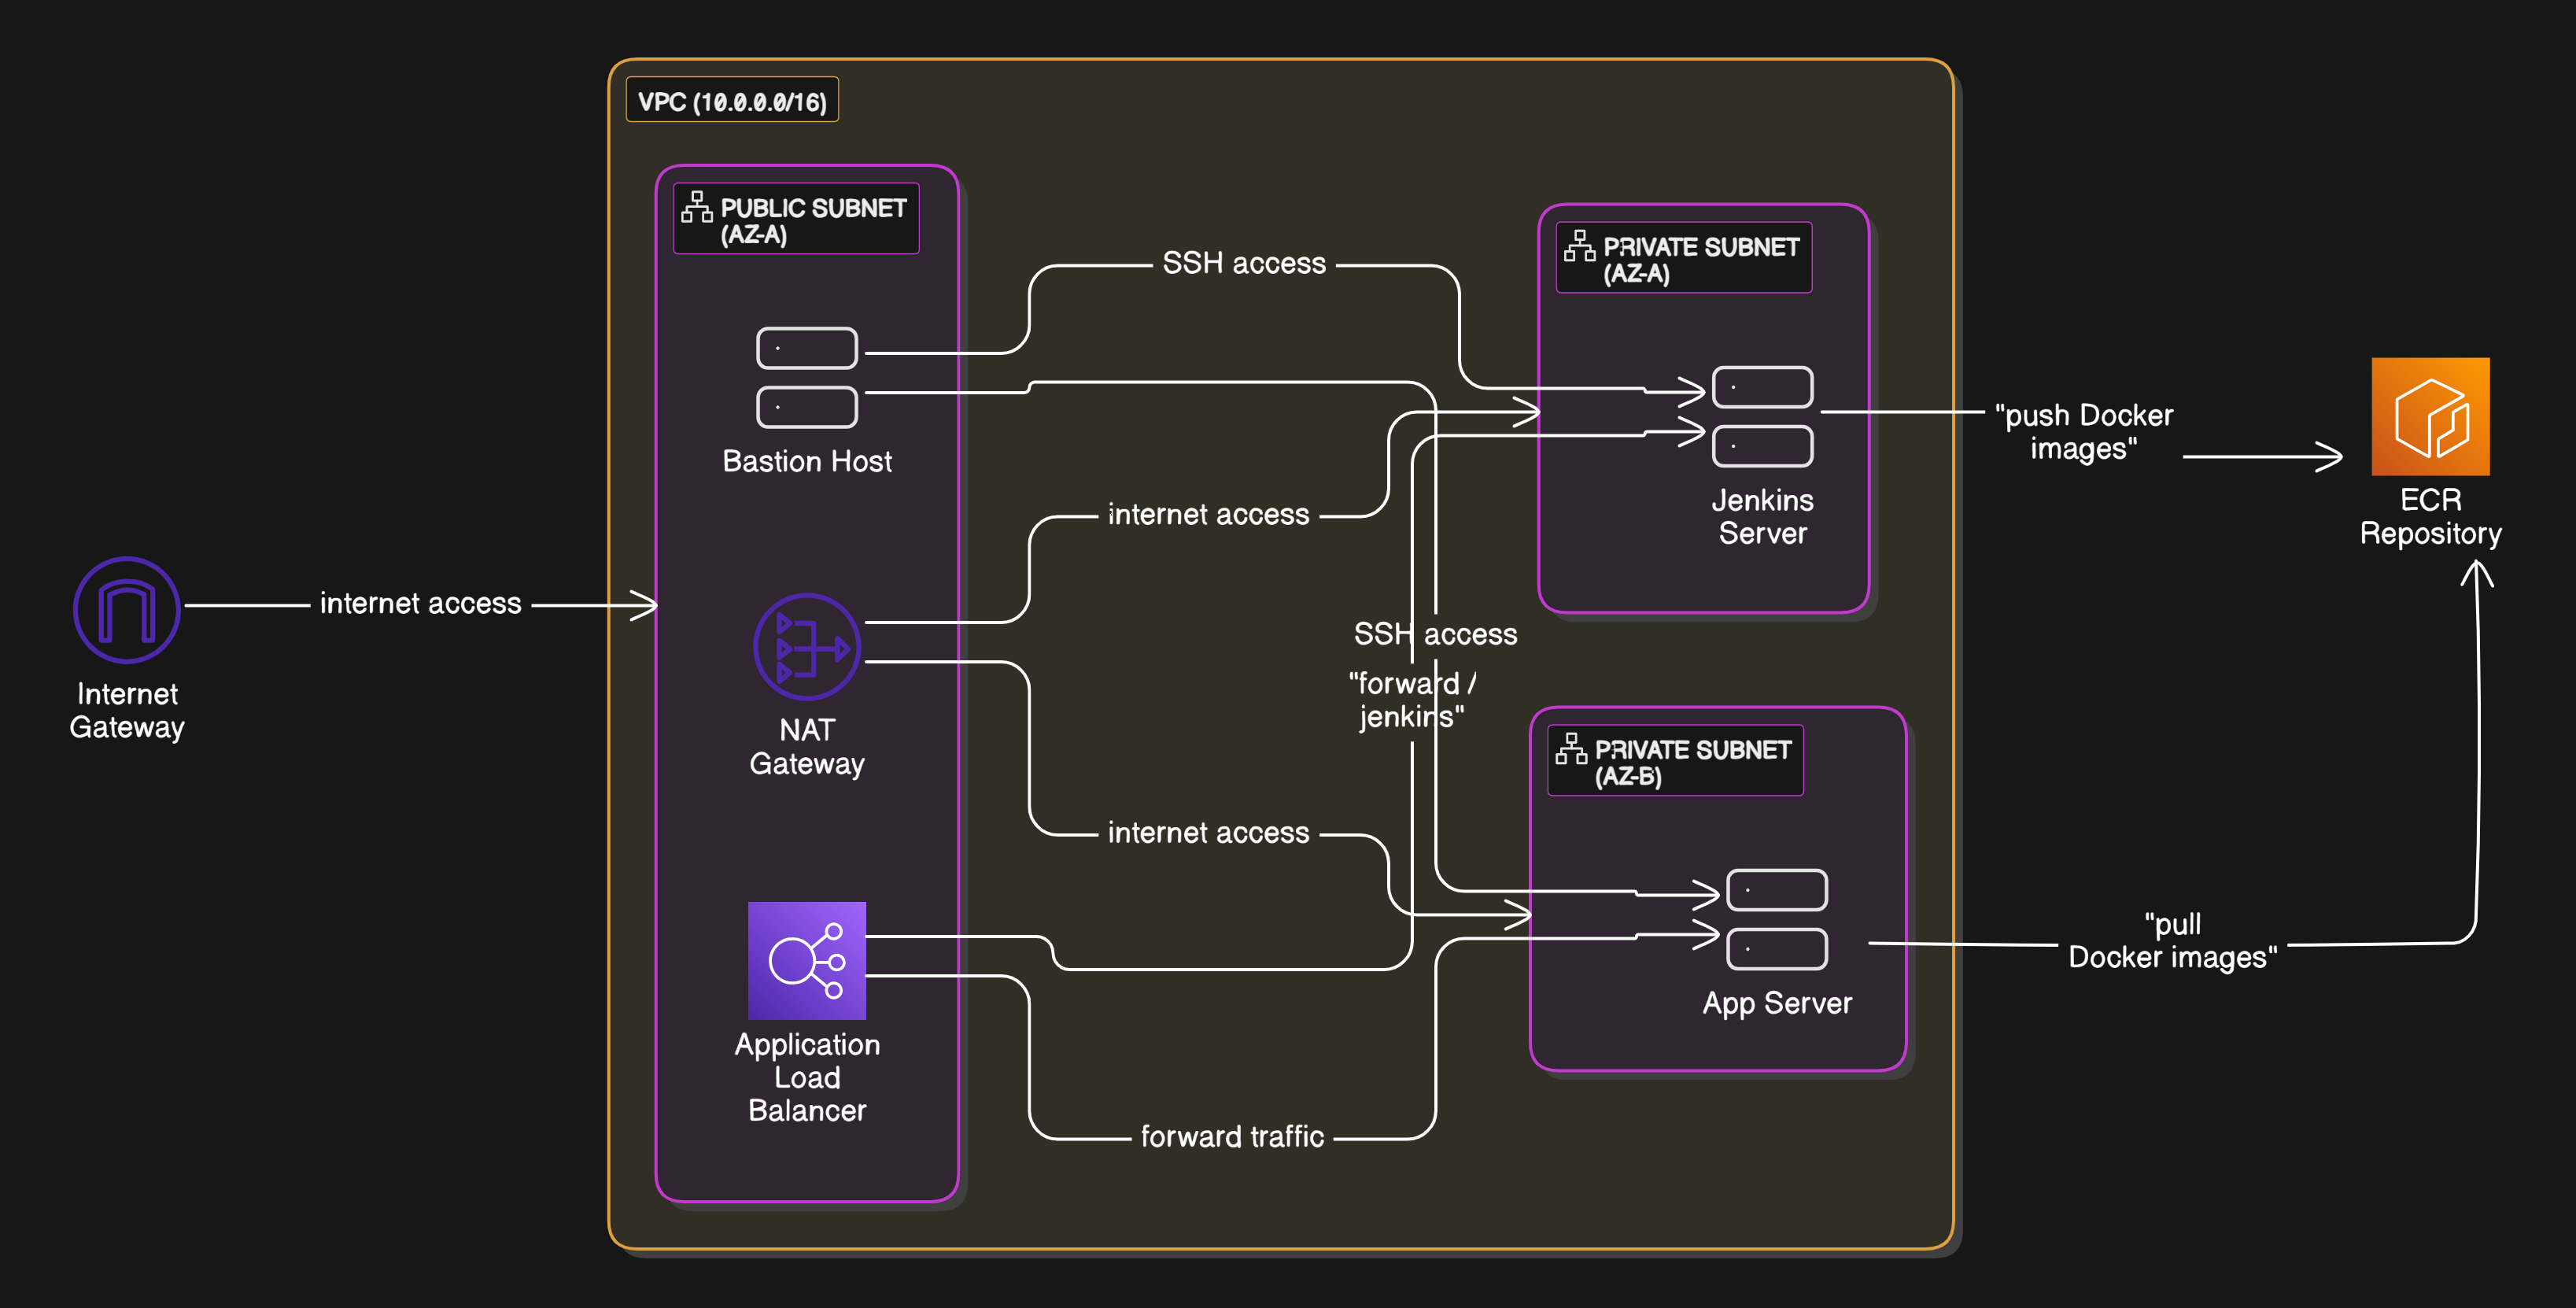 VPC (10.0.0.0/16)
PUBLIC SUBNET
(AZ-A)
Bastion Host
NAT
Gateway
Application
Load
Balancer
Internet
Gateway
internet access
SSH access
internet access
SSH access
"forward /
jenkins"
internet access
forward traffic
PRIVATE SUBNET
(AZ-A)
Jenkins
Server
PRIVATE SUBNET
(AZ-B)
App Server
"push Docker
images"
ECR
Repository
"pull
Docker images"